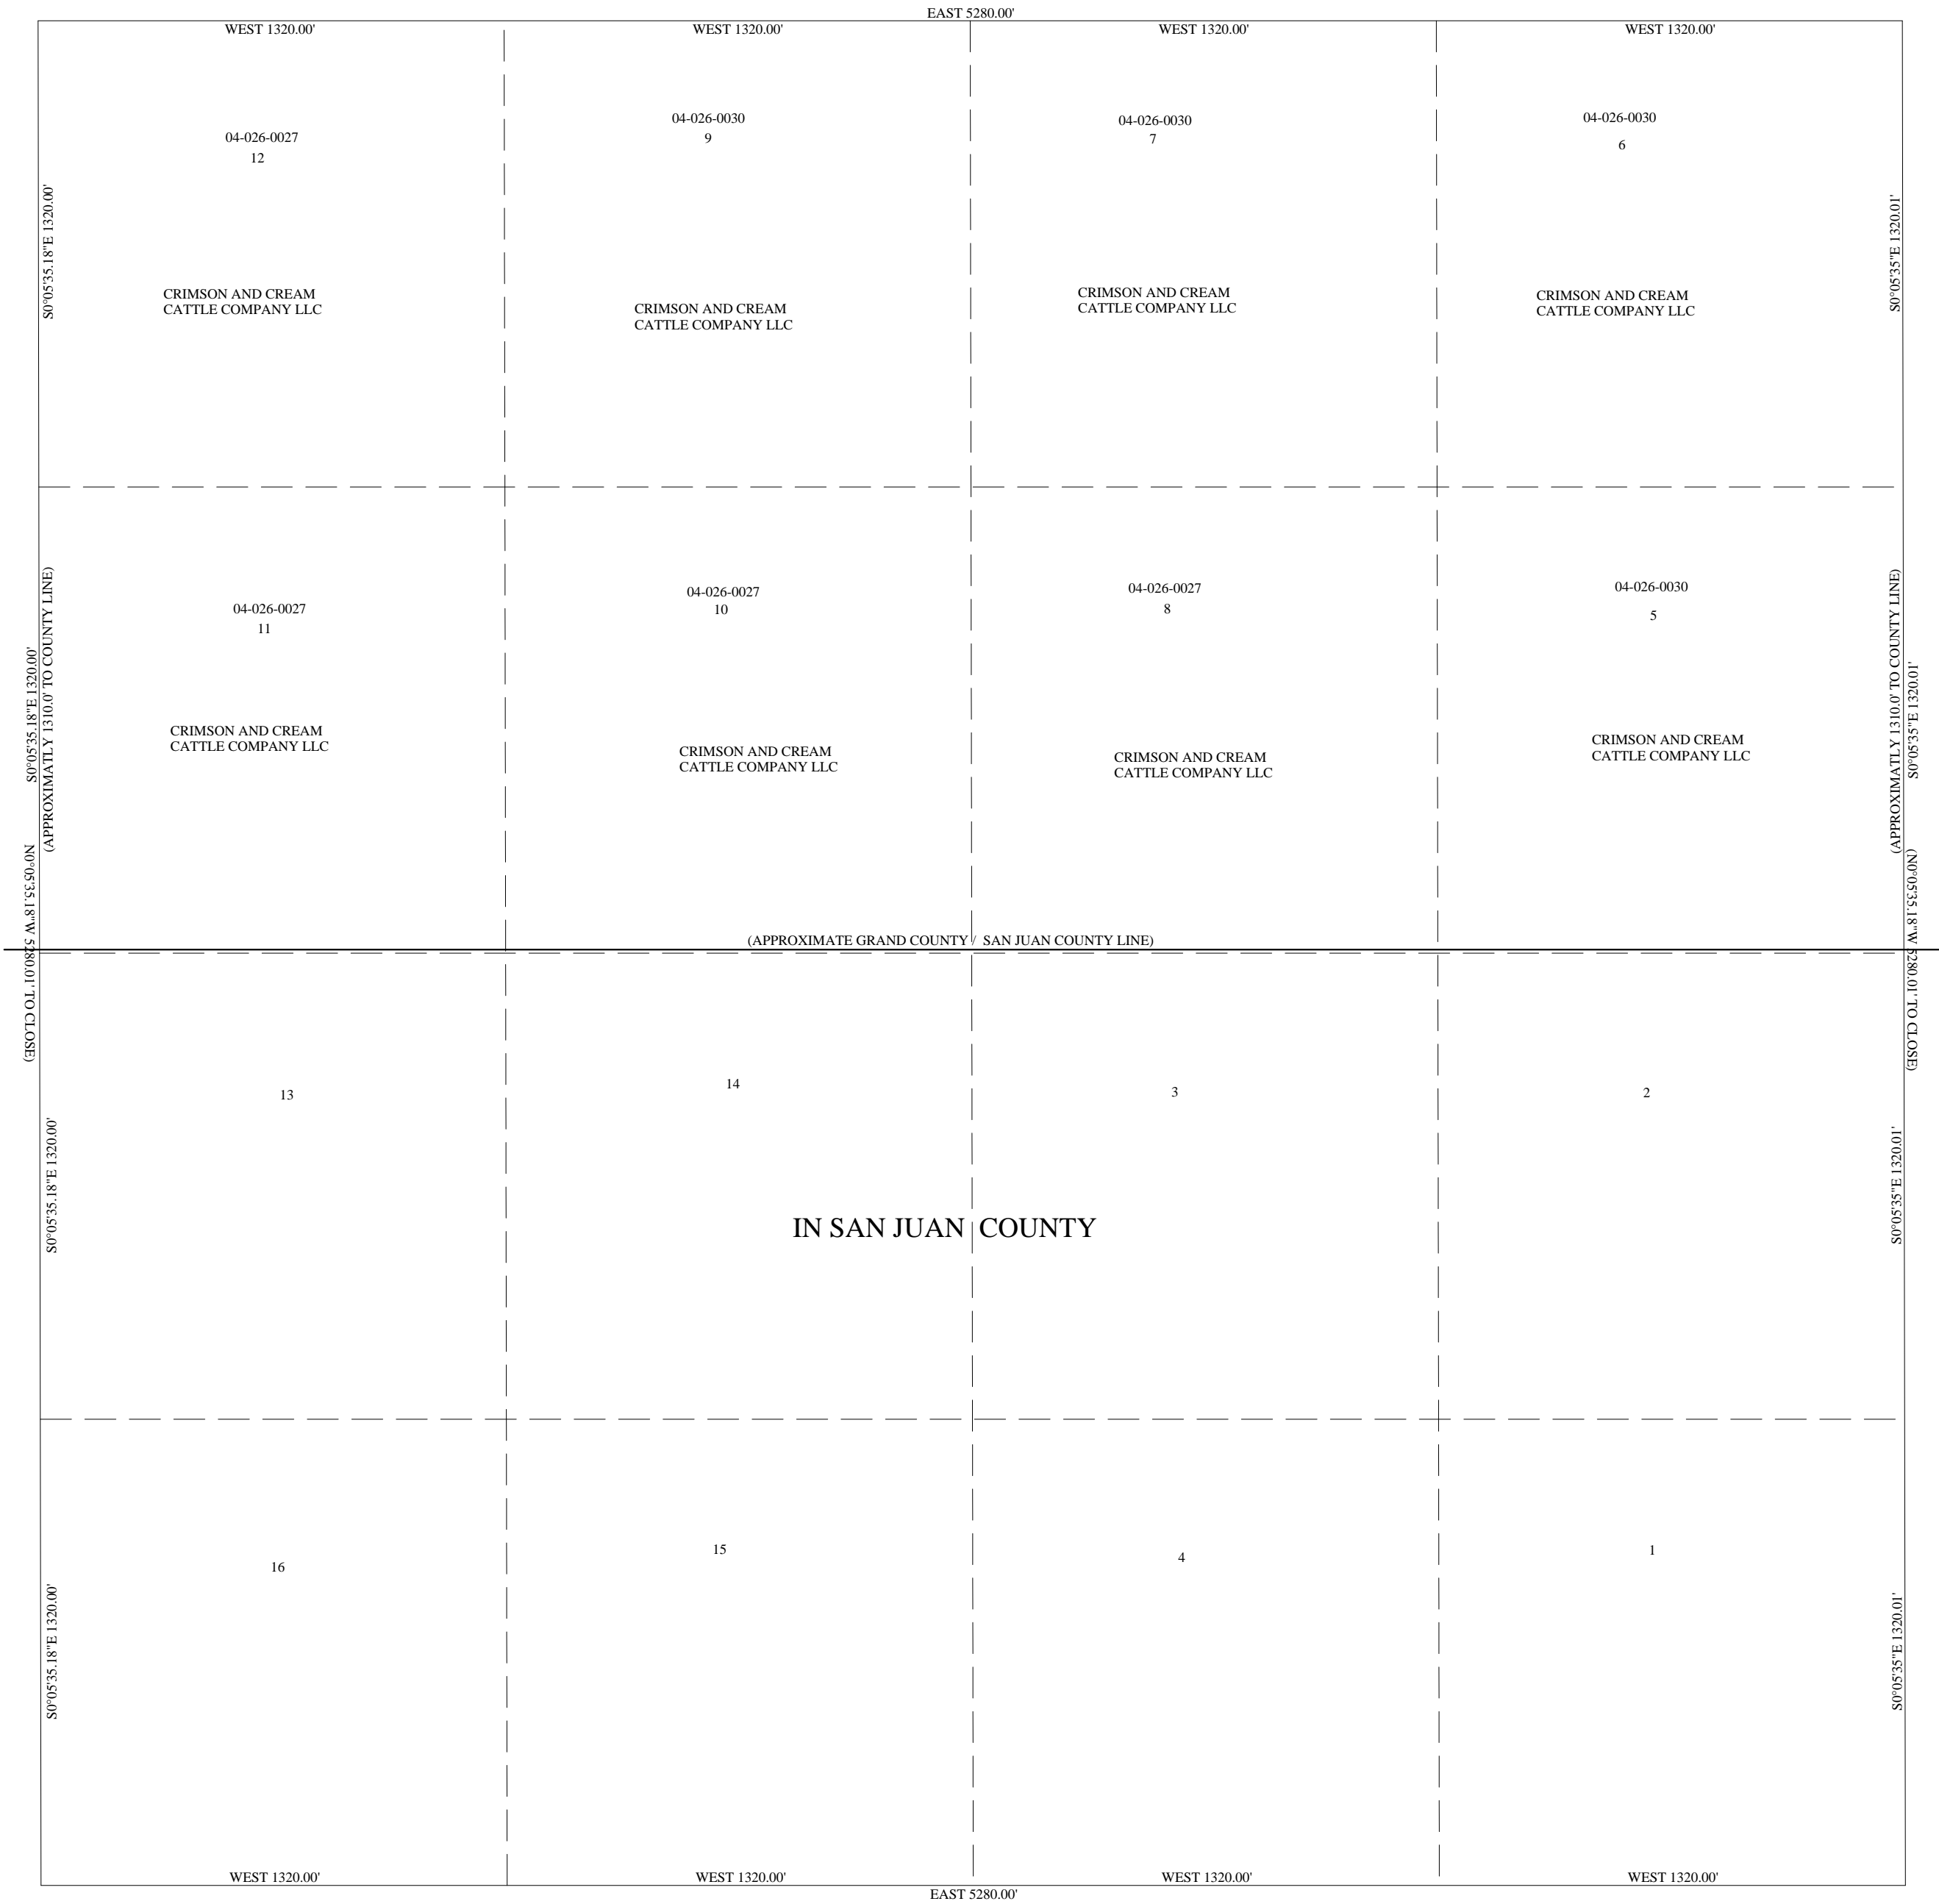 EAST 5280.00'
WEST 1320.00'
WEST 1320.00'
WEST 1320.00'
WEST 1320.00'
04-026-0027
12
04-026-0030
9
04-026-0030
7
04-026-0030
6
S0°05'35.18"E 1320.00'
S0°05'35"E 1320.01'
CRIMSON AND CREAM
CATTLE COMPANY LLC
CRIMSON AND CREAM
CATTLE COMPANY LLC
CRIMSON AND CREAM
CATTLE COMPANY LLC
CRIMSON AND CREAM
CATTLE COMPANY LLC
04-026-0027
11
04-026-0027
10
04-026-0027
8
04-026-0030
5
S0°05'35.18"E 1320.00'
(APPROXIMATLY 1310.0' TO COUNTY LINE)
(APPROXIMATLY 1310.0' TO COUNTY LINE)
S0°05'35"E 1320.01'
CRIMSON AND CREAM
CATTLE COMPANY LLC
CRIMSON AND CREAM
CATTLE COMPANY LLC
CRIMSON AND CREAM
CATTLE COMPANY LLC
CRIMSON AND CREAM
CATTLE COMPANY LLC
N0°05'35.18"W 5280.01' TO CLOSE)
(N0°05'35.18"W 5280.01' TO CLOSE)
(APPROXIMATE GRAND COUNTY / SAN JUAN COUNTY LINE)
13
14
3
2
S0°05'35.18"E 1320.00'
S0°05'35"E 1320.01'
IN SAN JUAN COUNTY
16
15
4
1
S0°05'35.18"E 1320.00'
S0°05'35"E 1320.01'
WEST 1320.00'
WEST 1320.00'
WEST 1320.00'
WEST 1320.00'
EAST 5280.00'